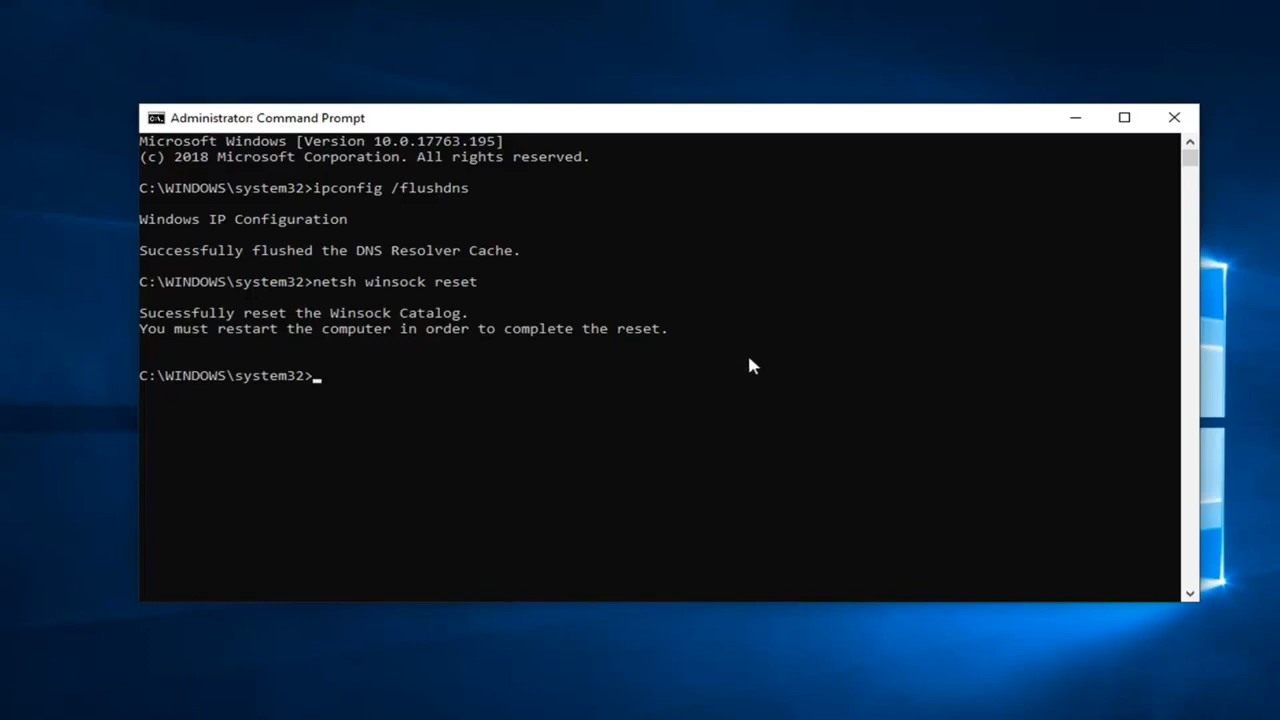 Administrator: Command Prompt
Microsoft Windows [Version 10.0.17763.195]
(c) 2018 Microsoft Corporation. All rights reserved.
C:\WINDOWS\system32>ipconfig /flushdns
Windows IP Configuration
Successfully flushed the DNS Resolver Cache.
C:\WINDOWS\system32>netsh winsock reset
Sucessfully reset the Winsock Catalog.
You must restart the computer in order to complete the reset.
C:\WINDOWS\system32>